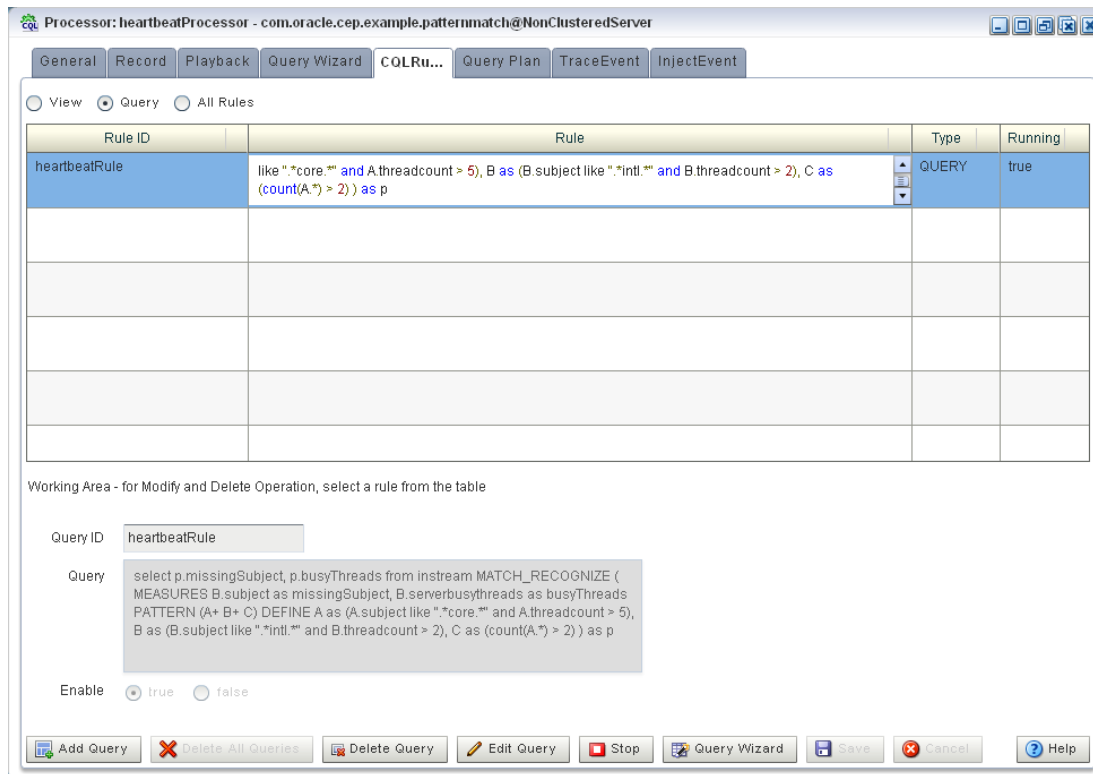 Processor: heartbeatProcessor - com.oracle.cep.example.patternmatch@NonClusteredServer
General Record Playback Query Wizard CQLRu... Query Plan TraceEvent InjectEvent
View Query All Rules
Rule ID Rule Type Running
heartbeatRule
like ".*core.*" and A.threadcount > 5), B as (B.subject like ".*intl.*" and B.threadcount > 2), C as
(count(A.*) > 2) ) as p
QUERY true
Working Area - for Modify and Delete Operation, select a rule from the table
Query ID heartbeatRule
Query
select p.missingSubject, p.busyThreads from instream MATCH_RECOGNIZE (
MEASURES B.subject as missingSubject, B.serverbusythreads as busyThreads
PATTERN (A+ B+ C) DEFINE A as (A.subject like ".*core.*" and A.threadcount > 5),
B as (B.subject like ".*intl.*" and B.threadcount > 2), C as (count(A.*) > 2) ) as p
Enable true false
Add Query Delete All Queries Delete Query Edit Query Stop Query Wizard Save Cancel Help